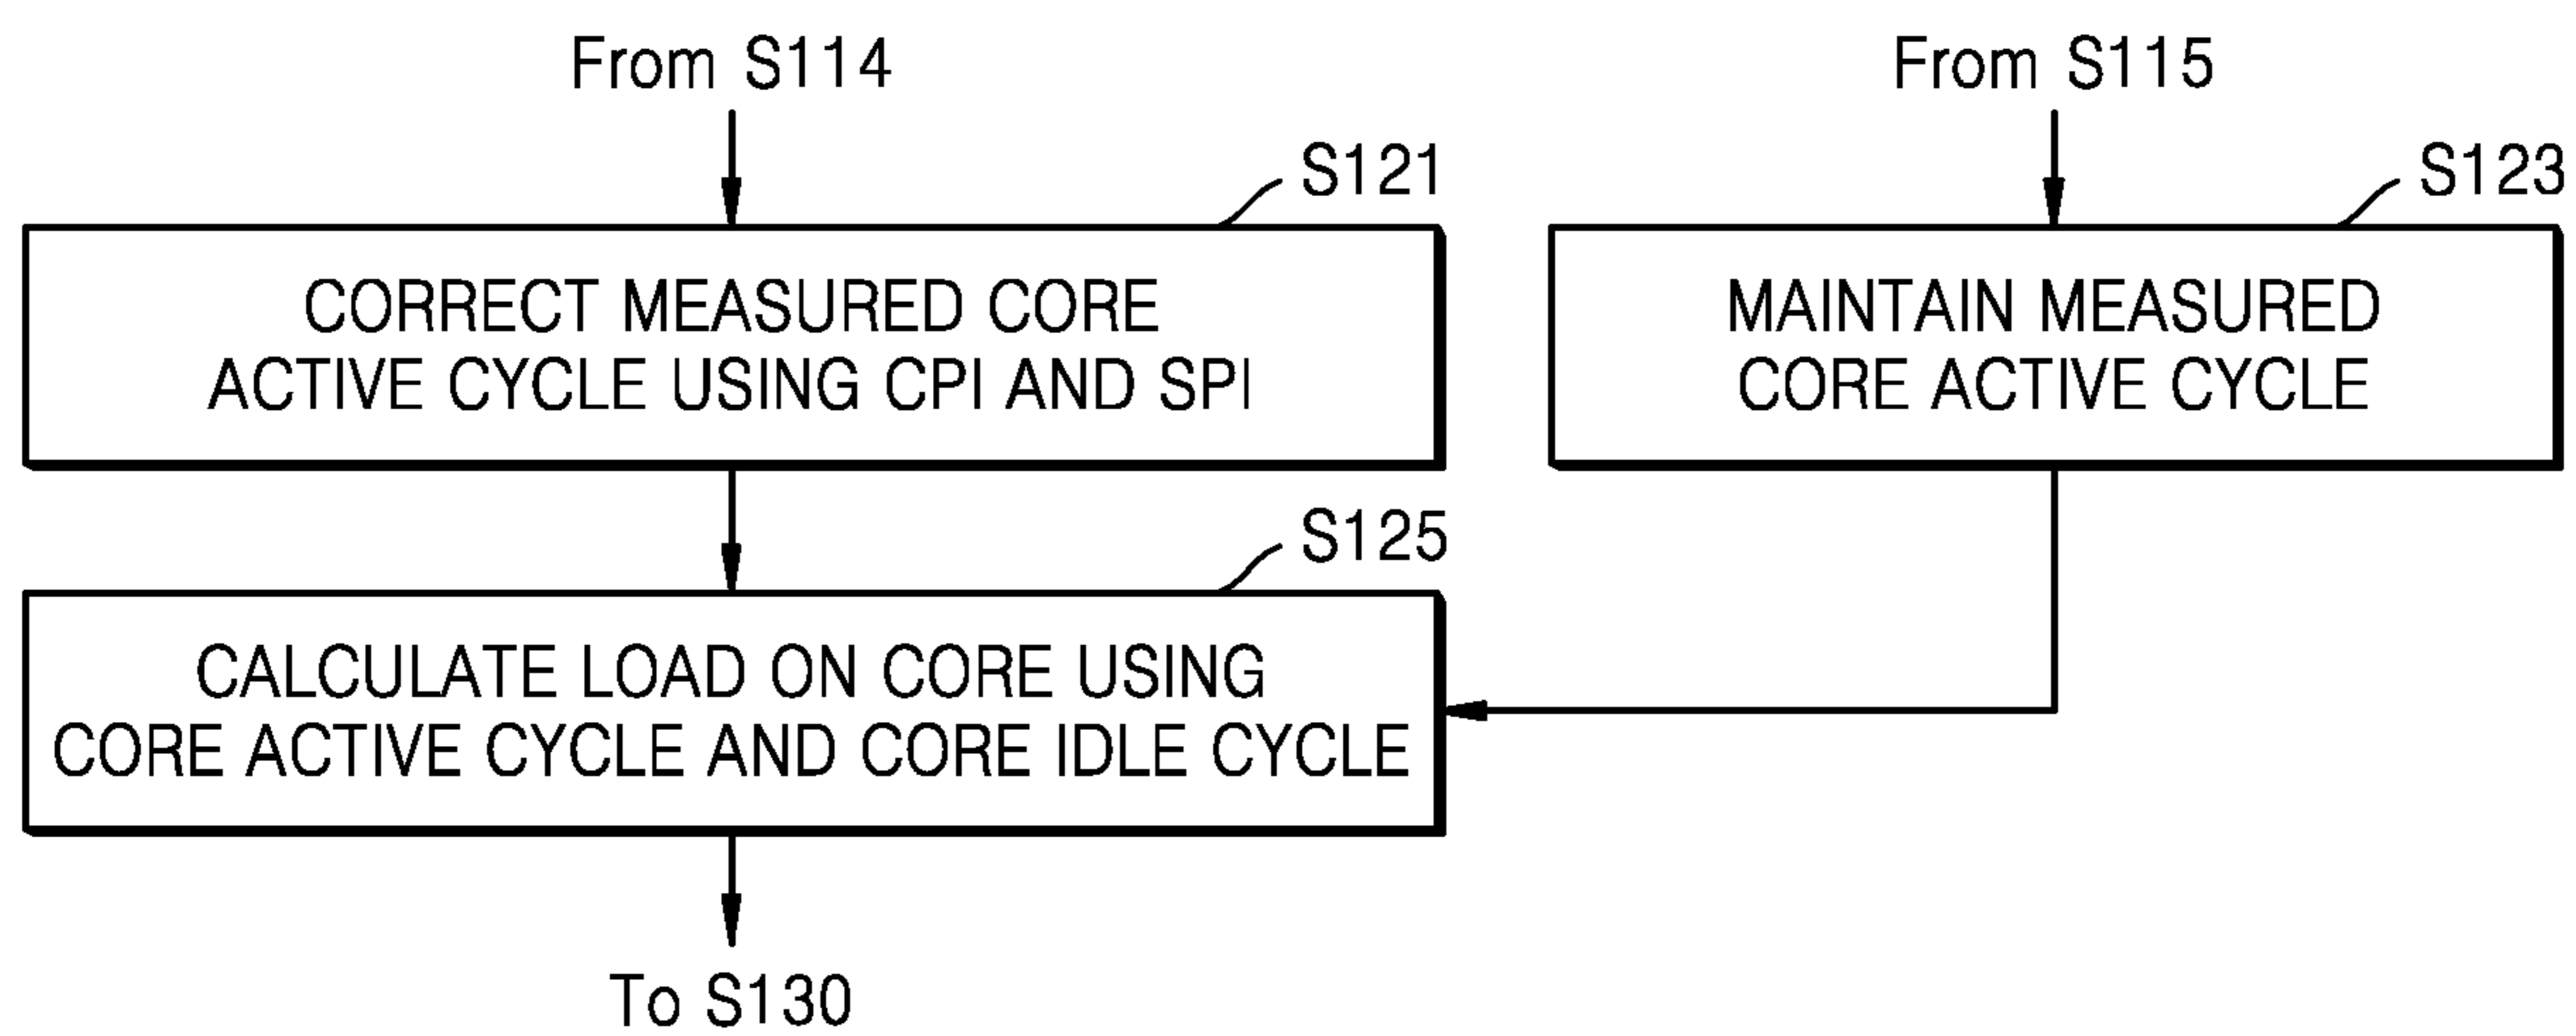 From S114
From S115
S121
S123
CORRECT MEASURED CORE
ACTIVE CYCLE USING CPI AND SPI
MAINTAIN MEASURED
CORE ACTIVE CYCLE
S125
CALCULATE LOAD ON CORE USING
CORE ACTIVE CYCLE AND CORE IDLE CYCLE
To S130